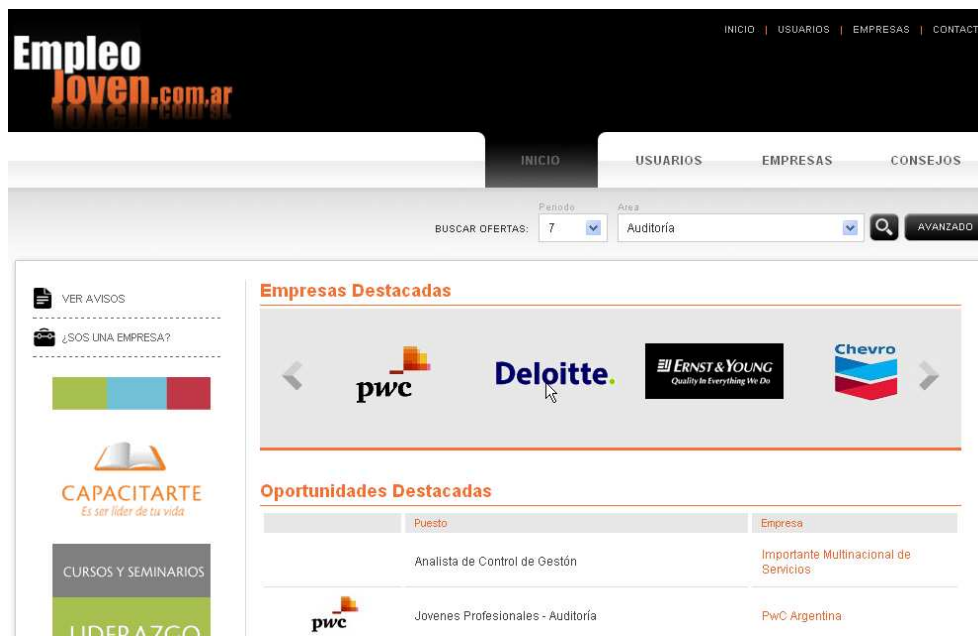 Empleo
Joven.com.ar
INICIO | USUARIOS | EMPRESAS | CONTACT
INICIO USUARIOS EMPRESAS CONSEJOS
Periodo Area
BUSCAR OFERTAS: 7 Auditoría AVANZADO
VER AVISOS
¿SOS UNA EMPRESA?
CAPACITARTE
Es ser líder de tu vida
CURSOS Y SEMINARIOS
LIDERAZGO
Empresas Destacadas
pwc
Deloitte.
ERNST & YOUNG
Quality In Everything We Do
Chevro
Oportunidades Destacadas
Puesto Empresa
Analista de Control de Gestón Importante Multinacional de
Servicios
pwc Jovenes Profesionales - Auditoría PwC Argentina